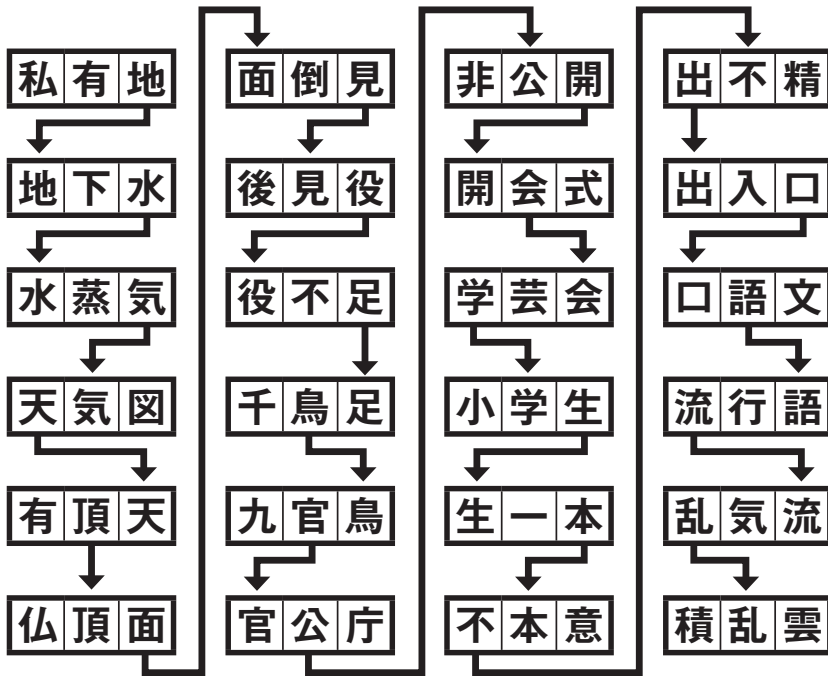 私有地
地下水
水蒸気
天気図
有頂天
仏頂面
面倒見
後見役
役不足
千鳥足
九官鳥
官公庁
非公開
開会式
学芸会
小学生
生一本
不本意
出不精
出入口
口語文
流行語
乱気流
積乱雲